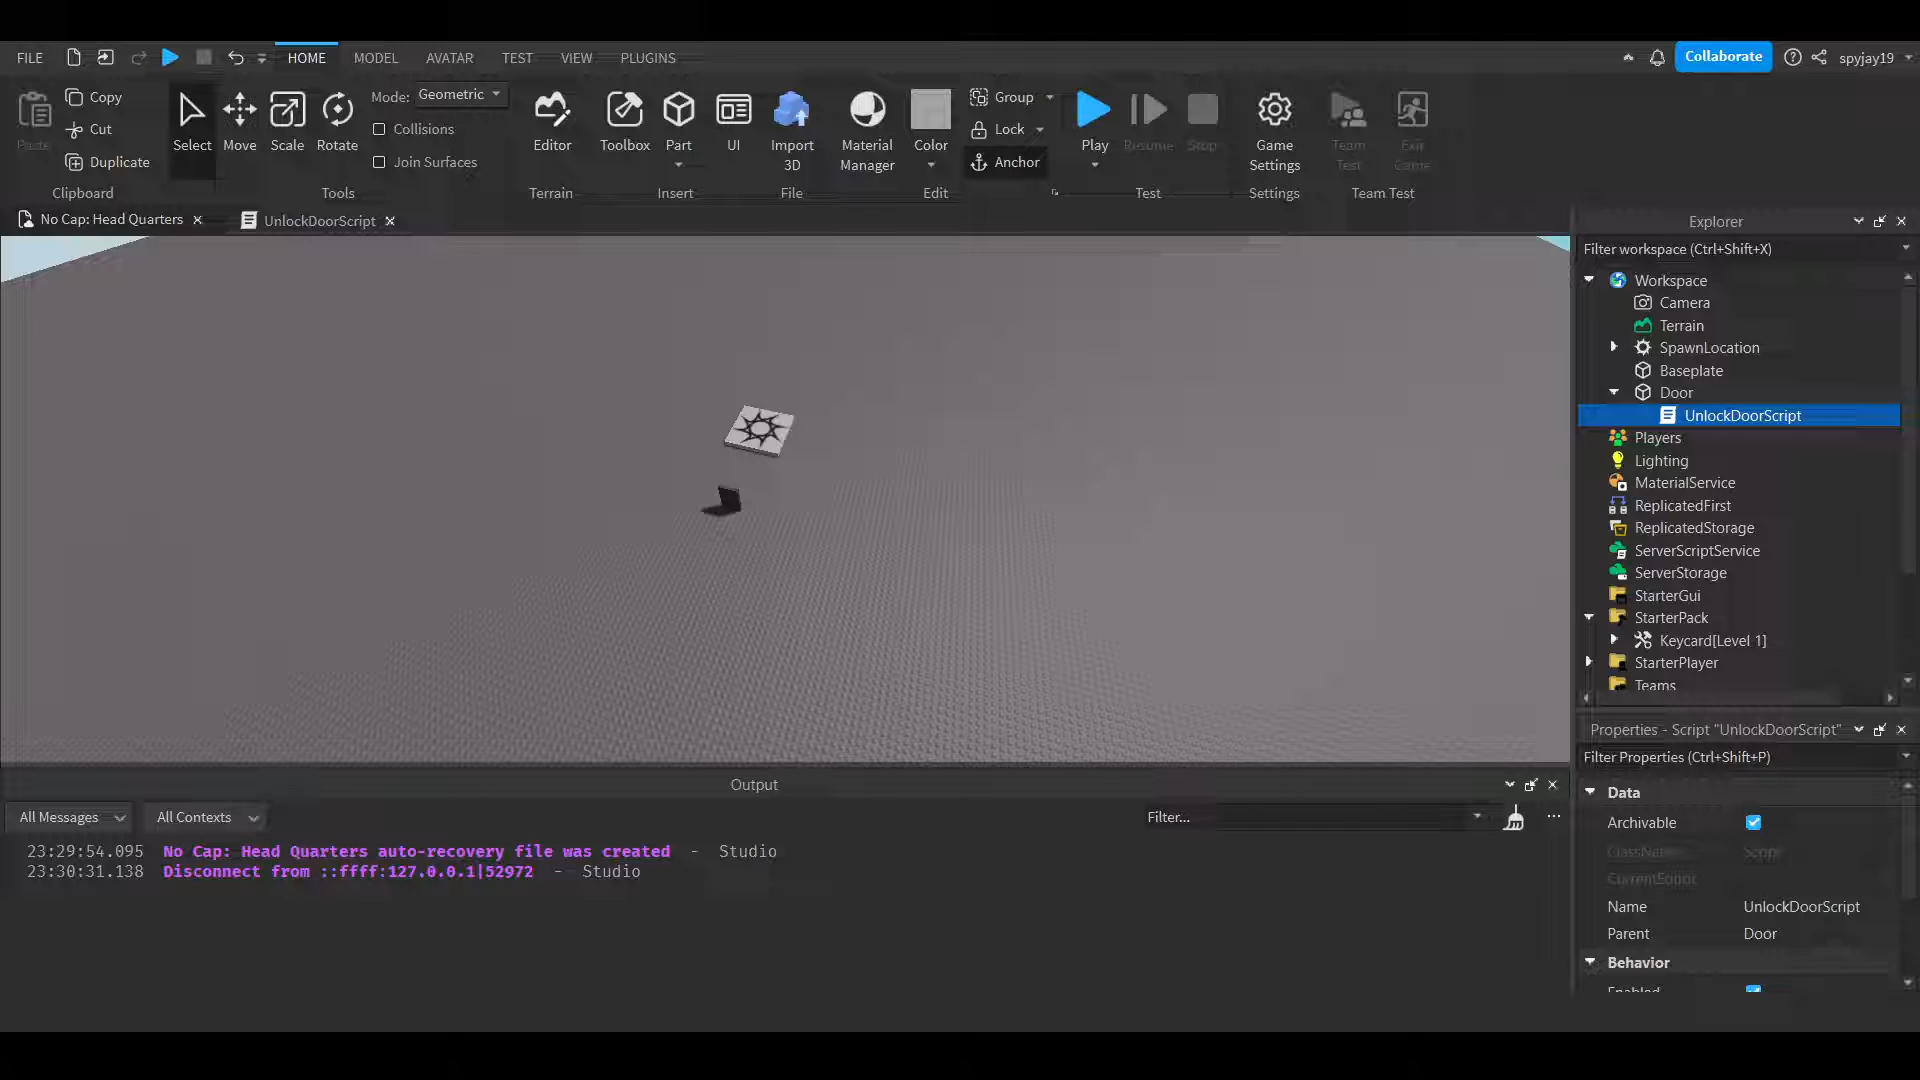 FILE HOME MODEL AVATAR TEST VIEW PLUGINS Collaborate spyjay19
Copy
Cut
Duplicate
Paste
Clipboard
Select Move Scale Rotate
Mode: Geometric
Collisions
Join Surfaces
Tools
Editor
Terrain
Toolbox Part UI
Insert
Import
3D
File
Material
Manager
Color
Group
Lock
Anchor
Edit
Play Resume Stop
Test
Game
Settings
Settings
Team
Test
Exit
Game
Team Test
No Cap: Head Quarters UnlockDoorScript
Explorer
Filter workspace (Ctrl+Shift+X)
Workspace
Camera
Terrain
SpawnLocation
Baseplate
Door
UnlockDoorScript
Players
Lighting
MaterialService
ReplicatedFirst
ReplicatedStorage
ServerScriptService
ServerStorage
StarterGui
StarterPack
Keycard[Level 1]
StarterPlayer
Teams
Properties - Script "UnlockDoorScript"
Filter Properties (Ctrl+Shift+P)
Data
Archivable
ClassName Script
CurrentEditor
Name UnlockDoorScript
Parent Door
Behavior
Enabled
Output
All Messages All Contexts Filter...
23:29:54.095 No Cap: Head Quarters auto-recovery file was created - Studio
23:30:31.138 Disconnect from ::ffff:127.0.0.1|52972 - Studio